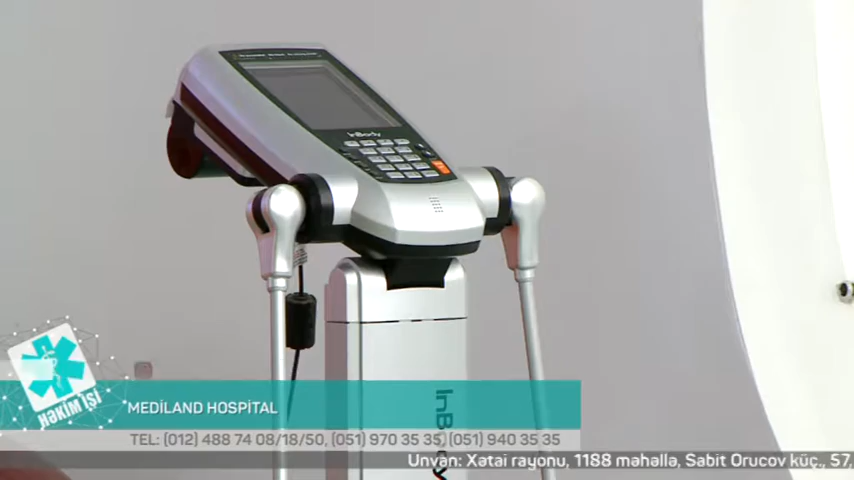 InBody
InBody
HƏKİM İŞİ
MEDİLAND HOSPİTAL
TEL: (012) 488 74 08/18/50, (051) 970 35 35, (051) 940 35 35
Ünvan: Xətai rayonu, 1188 məhəllə, Sabit Orucov küç., 57,